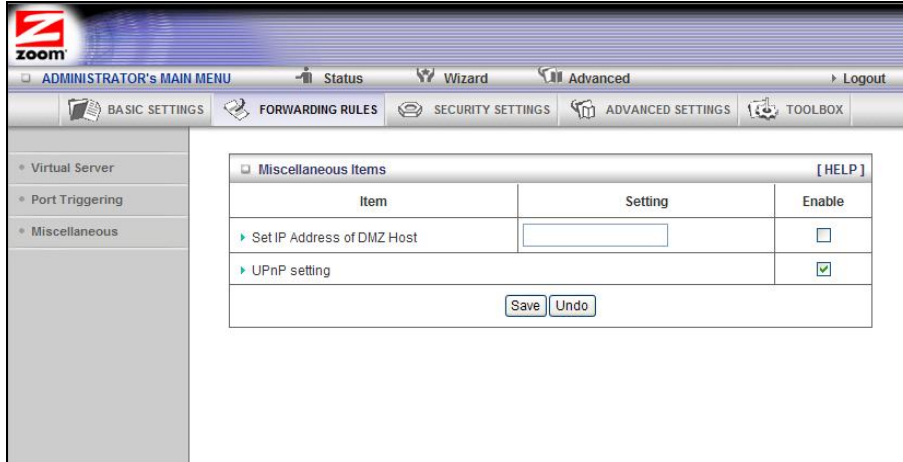 zoom
ADMINISTRATOR's MAIN MENU Status Wizard Advanced Logout
BASIC SETTINGS FORWARDING RULES SECURITY SETTINGS ADVANCED SETTINGS TOOLBOX
Virtual Server
Port Triggering
Miscellaneous
Miscellaneous Items [ HELP ]
Item Setting Enable
Set IP Address of DMZ Host
UPnP setting
Save Undo